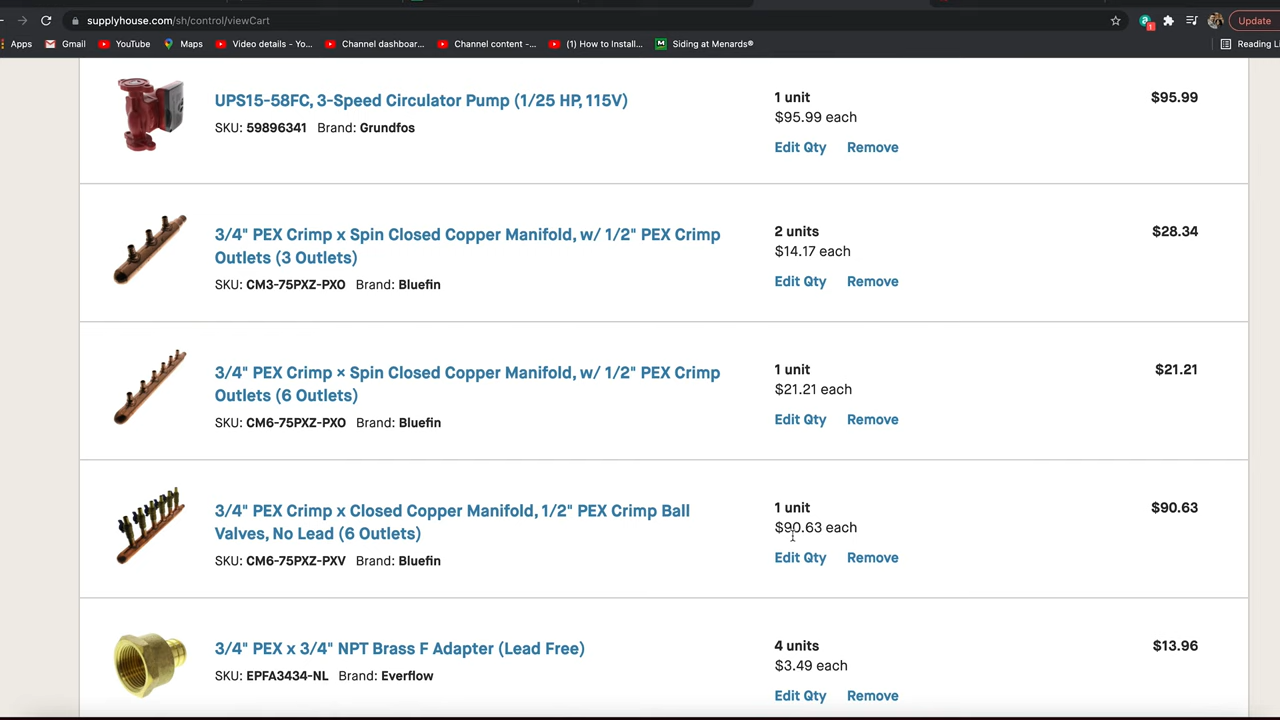 supplyhouse.com/sh/control/viewCart
Update
Apps
Gmail
YouTube
Maps
Video details - Yo...
Channel dashboar...
Channel content -...
(1) How to Install...
Siding at Menards®
Reading Li
UPS15-58FC, 3-Speed Circulator Pump (1/25 HP, 115V)
SKU: 59896341 Brand: Grundfos
1 unit
$95.99 each
Edit Qty Remove
$95.99
3/4" PEX Crimp x Spin Closed Copper Manifold, w/ 1/2" PEX Crimp
Outlets (3 Outlets)
SKU: CM3-75PXZ-PXO Brand: Bluefin
2 units
$14.17 each
Edit Qty Remove
$28.34
3/4" PEX Crimp × Spin Closed Copper Manifold, w/ 1/2" PEX Crimp
Outlets (6 Outlets)
SKU: CM6-75PXZ-PXO Brand: Bluefin
1 unit
$21.21 each
Edit Qty Remove
$21.21
3/4" PEX Crimp x Closed Copper Manifold, 1/2" PEX Crimp Ball
Valves, No Lead (6 Outlets)
SKU: CM6-75PXZ-PXV Brand: Bluefin
1 unit
$90.63 each
Edit Qty Remove
$90.63
3/4" PEX x 3/4" NPT Brass F Adapter (Lead Free)
SKU: EPFA3434-NL Brand: Everflow
4 units
$3.49 each
Edit Qty Remove
$13.96